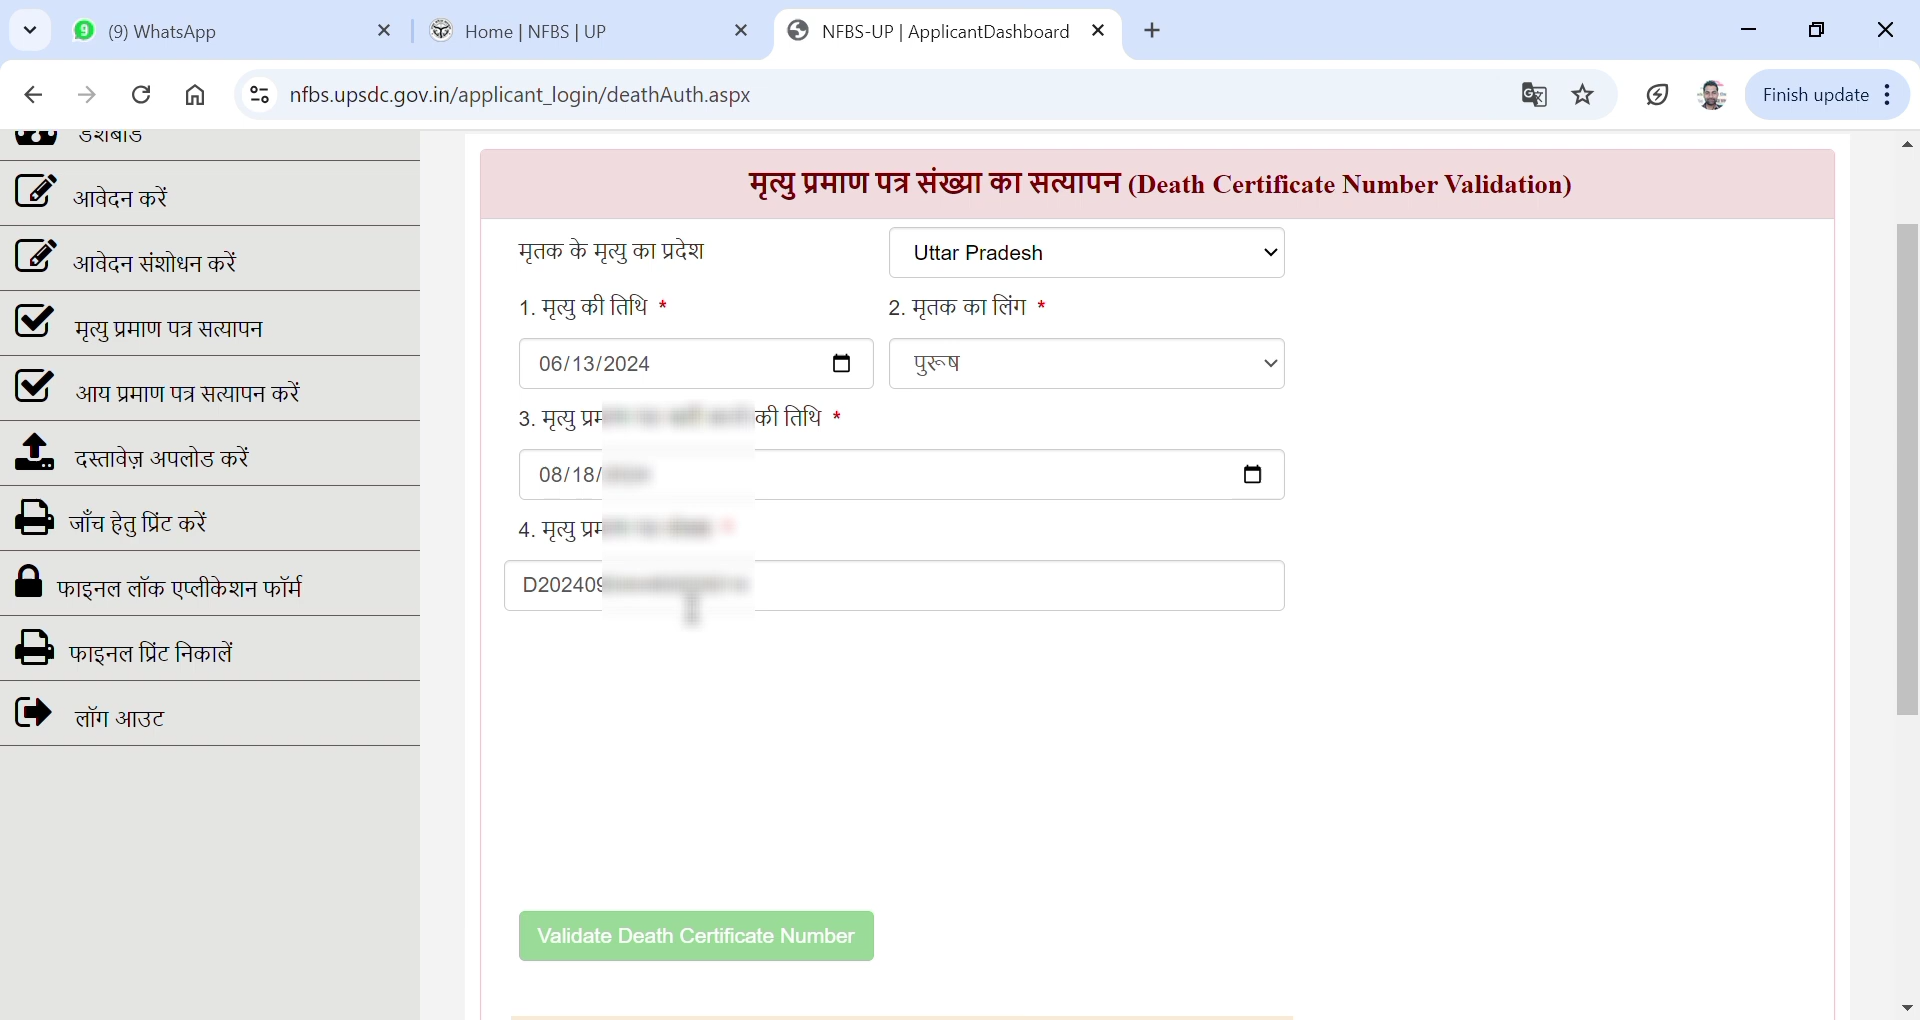 (9) WhatsApp
Home | NFBS | UP
NFBS-UP | ApplicantDashboard
nfbs.upsdc.gov.in/applicant_login/deathAuth.aspx
Finish update
आवेदन करें
आवेदन संशोधन करें
मृत्यु प्रमाण पत्र सत्यापन
आय प्रमाण पत्र सत्यापन करें
दस्तावेज़ अपलोड करें
जाँच हेतु प्रिंट करें
फाइनल लॉक एप्लीकेशन फॉर्म
फाइनल प्रिंट निकालें
लॉग आउट
मृत्यु प्रमाण पत्र संख्या का सत्यापन (Death Certificate Number Validation)
मृतक के मृत्यु का प्रदेश
Uttar Pradesh
1. मृत्यु की तिथि *
2. मृतक का लिंग *
06/13/2024
पुरूष
3. मृत्यु की तिथि *
08/18/
4. मृत्यु
D202409
Validate Death Certificate Number